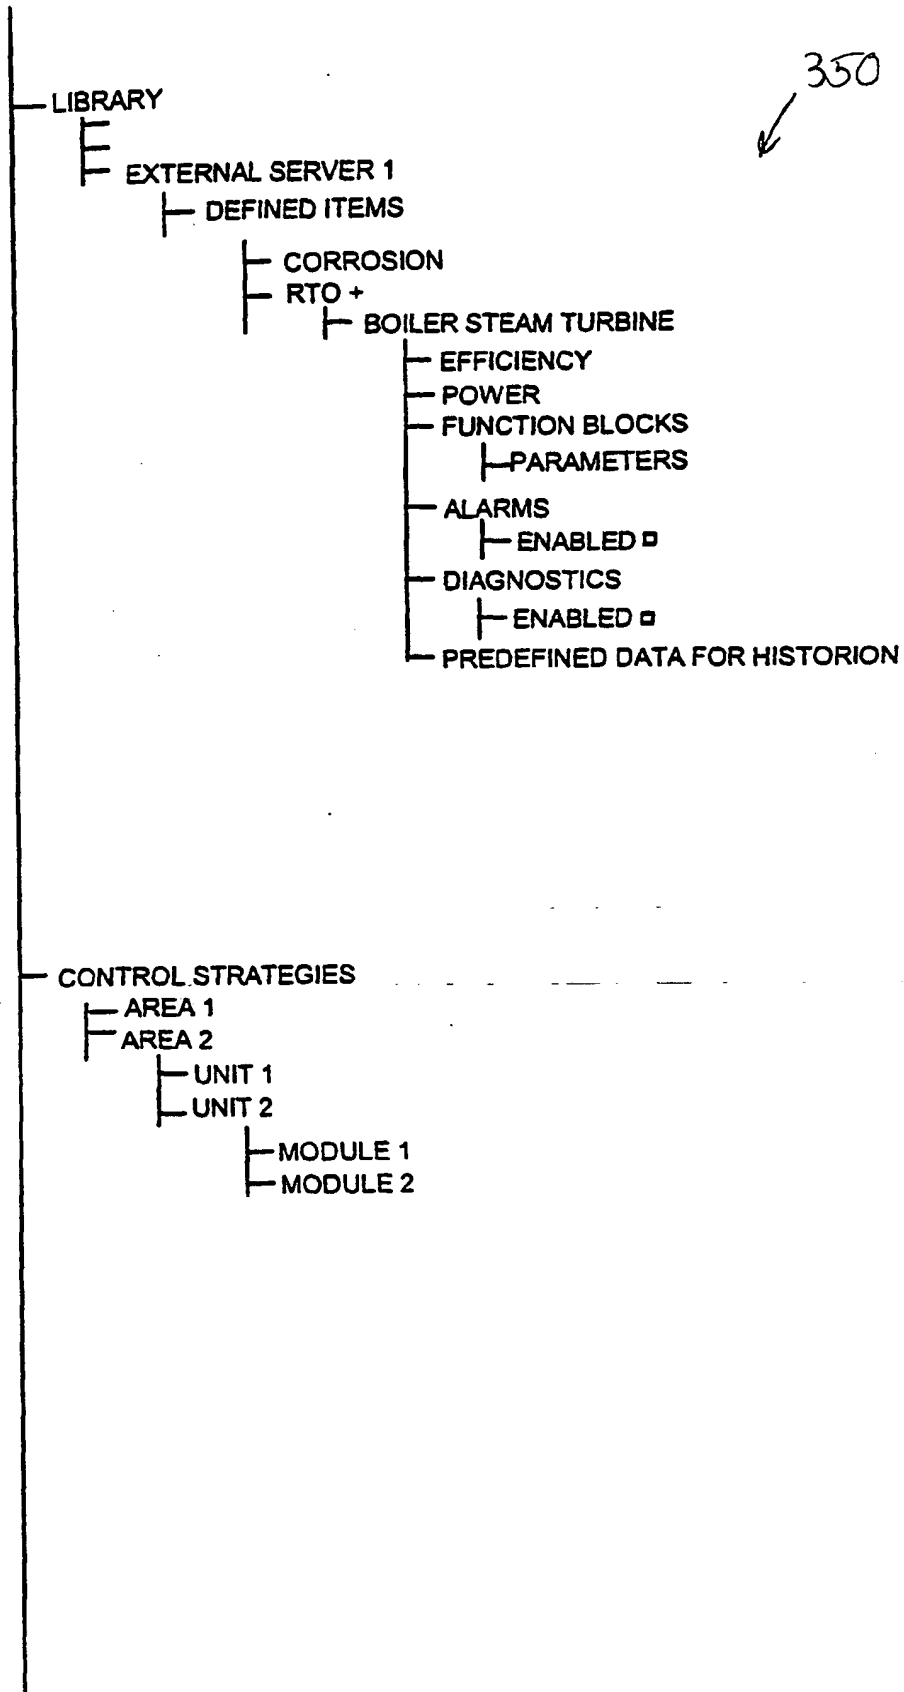 350
LIBRARY
EXTERNAL SERVER 1
DEFINED ITEMS
CORROSION
RTO +
BOILER STEAM TURBINE
EFFICIENCY
POWER
FUNCTION BLOCKS
PARAMETERS
ALARMS
ENABLED
DIAGNOSTICS
ENABLED
PREDEFINED DATA FOR HISTORION
CONTROL STRATEGIES
AREA 1
AREA 2
UNIT 1
UNIT 2
MODULE 1
MODULE 2